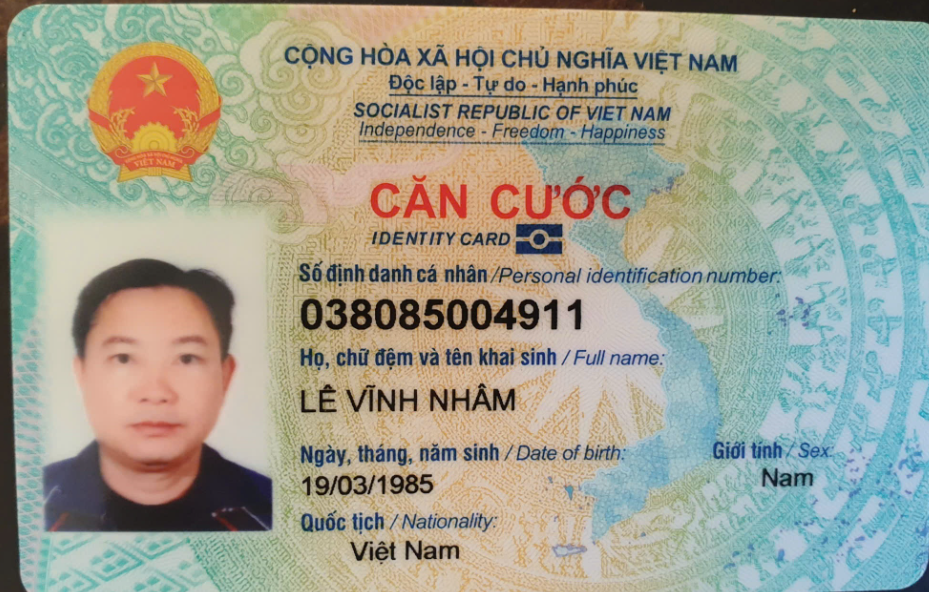 CỘNG HÒA XÃ HỘI CHỦ NGHĨA VIỆT NAM
Độc lập - Tự do - Hạnh phúc
SOCIALIST REPUBLIC OF VIET NAM
Independence - Freedom - Happiness
VIỆT NAM
CĂN CƯỚC
IDENTITY CARD
Số định danh cá nhân /Personal identification number:
038085004911
Họ, chữ đệm và tên khai sinh / Full name:
LÊ VĨNH NHÂM
Ngày, tháng, năm sinh / Date of birth:
19/03/1985
Giới tính / Sex:
Nam
Quốc tịch / Nationality:
Việt Nam